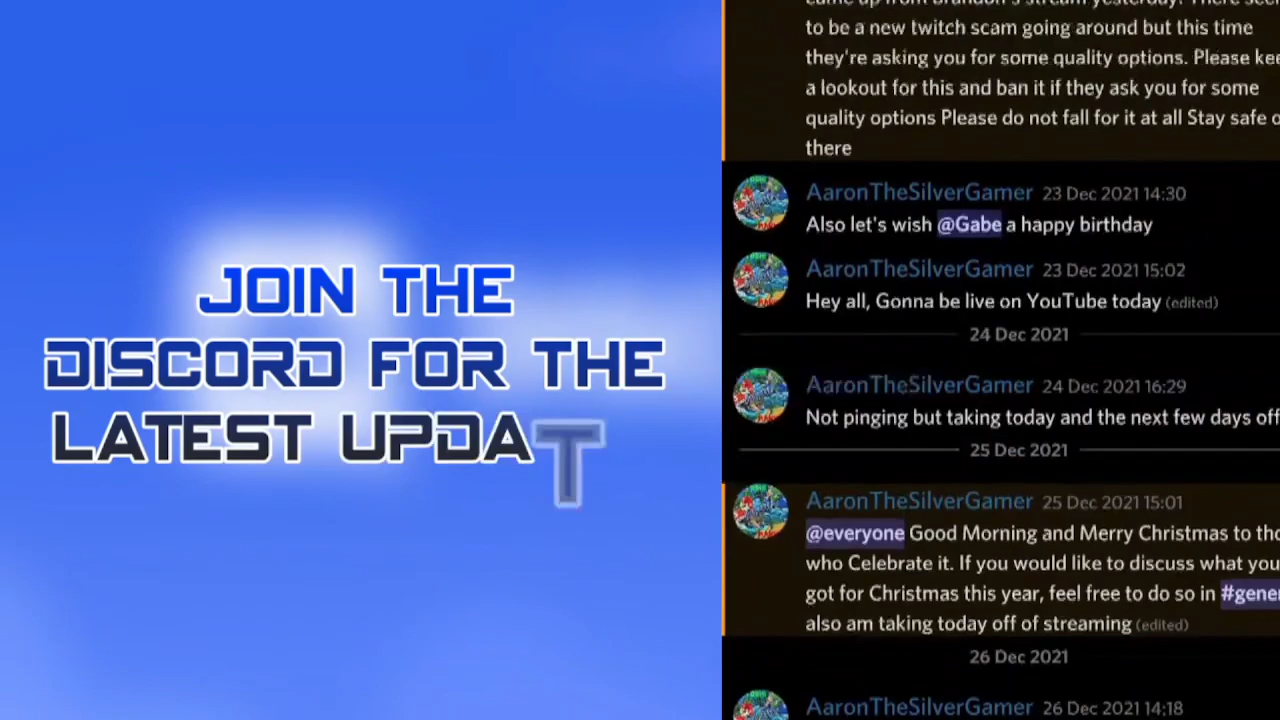 JOIN THE
DISCORD FOR THE
LATEST UPDAT
to be a new twitch scam going around but this time
they're asking you for some quality options. Please
a lookout for this and ban it if they ask you for some
quality options Please do not fall for it at all Stay safe
there
AaronTheSilverGamer 23 Dec 2021 14:30
Also let's wish @Gabe a happy birthday
AaronTheSilverGamer 23 Dec 2021 15:02
Hey all, Gonna be live on YouTube today (edited)
24 Dec 2021
AaronTheSilverGamer 24 Dec 2021 16:29
Not pinging but taking today and the next few days off
25 Dec 2021
AaronTheSilverGamer 25 Dec 2021 15:01
@everyone Good Morning and Merry Christmas to
who Celebrate it. If you would like to discuss what you
got for Christmas this year, feel free to do so in
also am taking today off of streaming (edited)
26 Dec 2021
AaronTheSilverGamer 26 Dec 2021 14:18